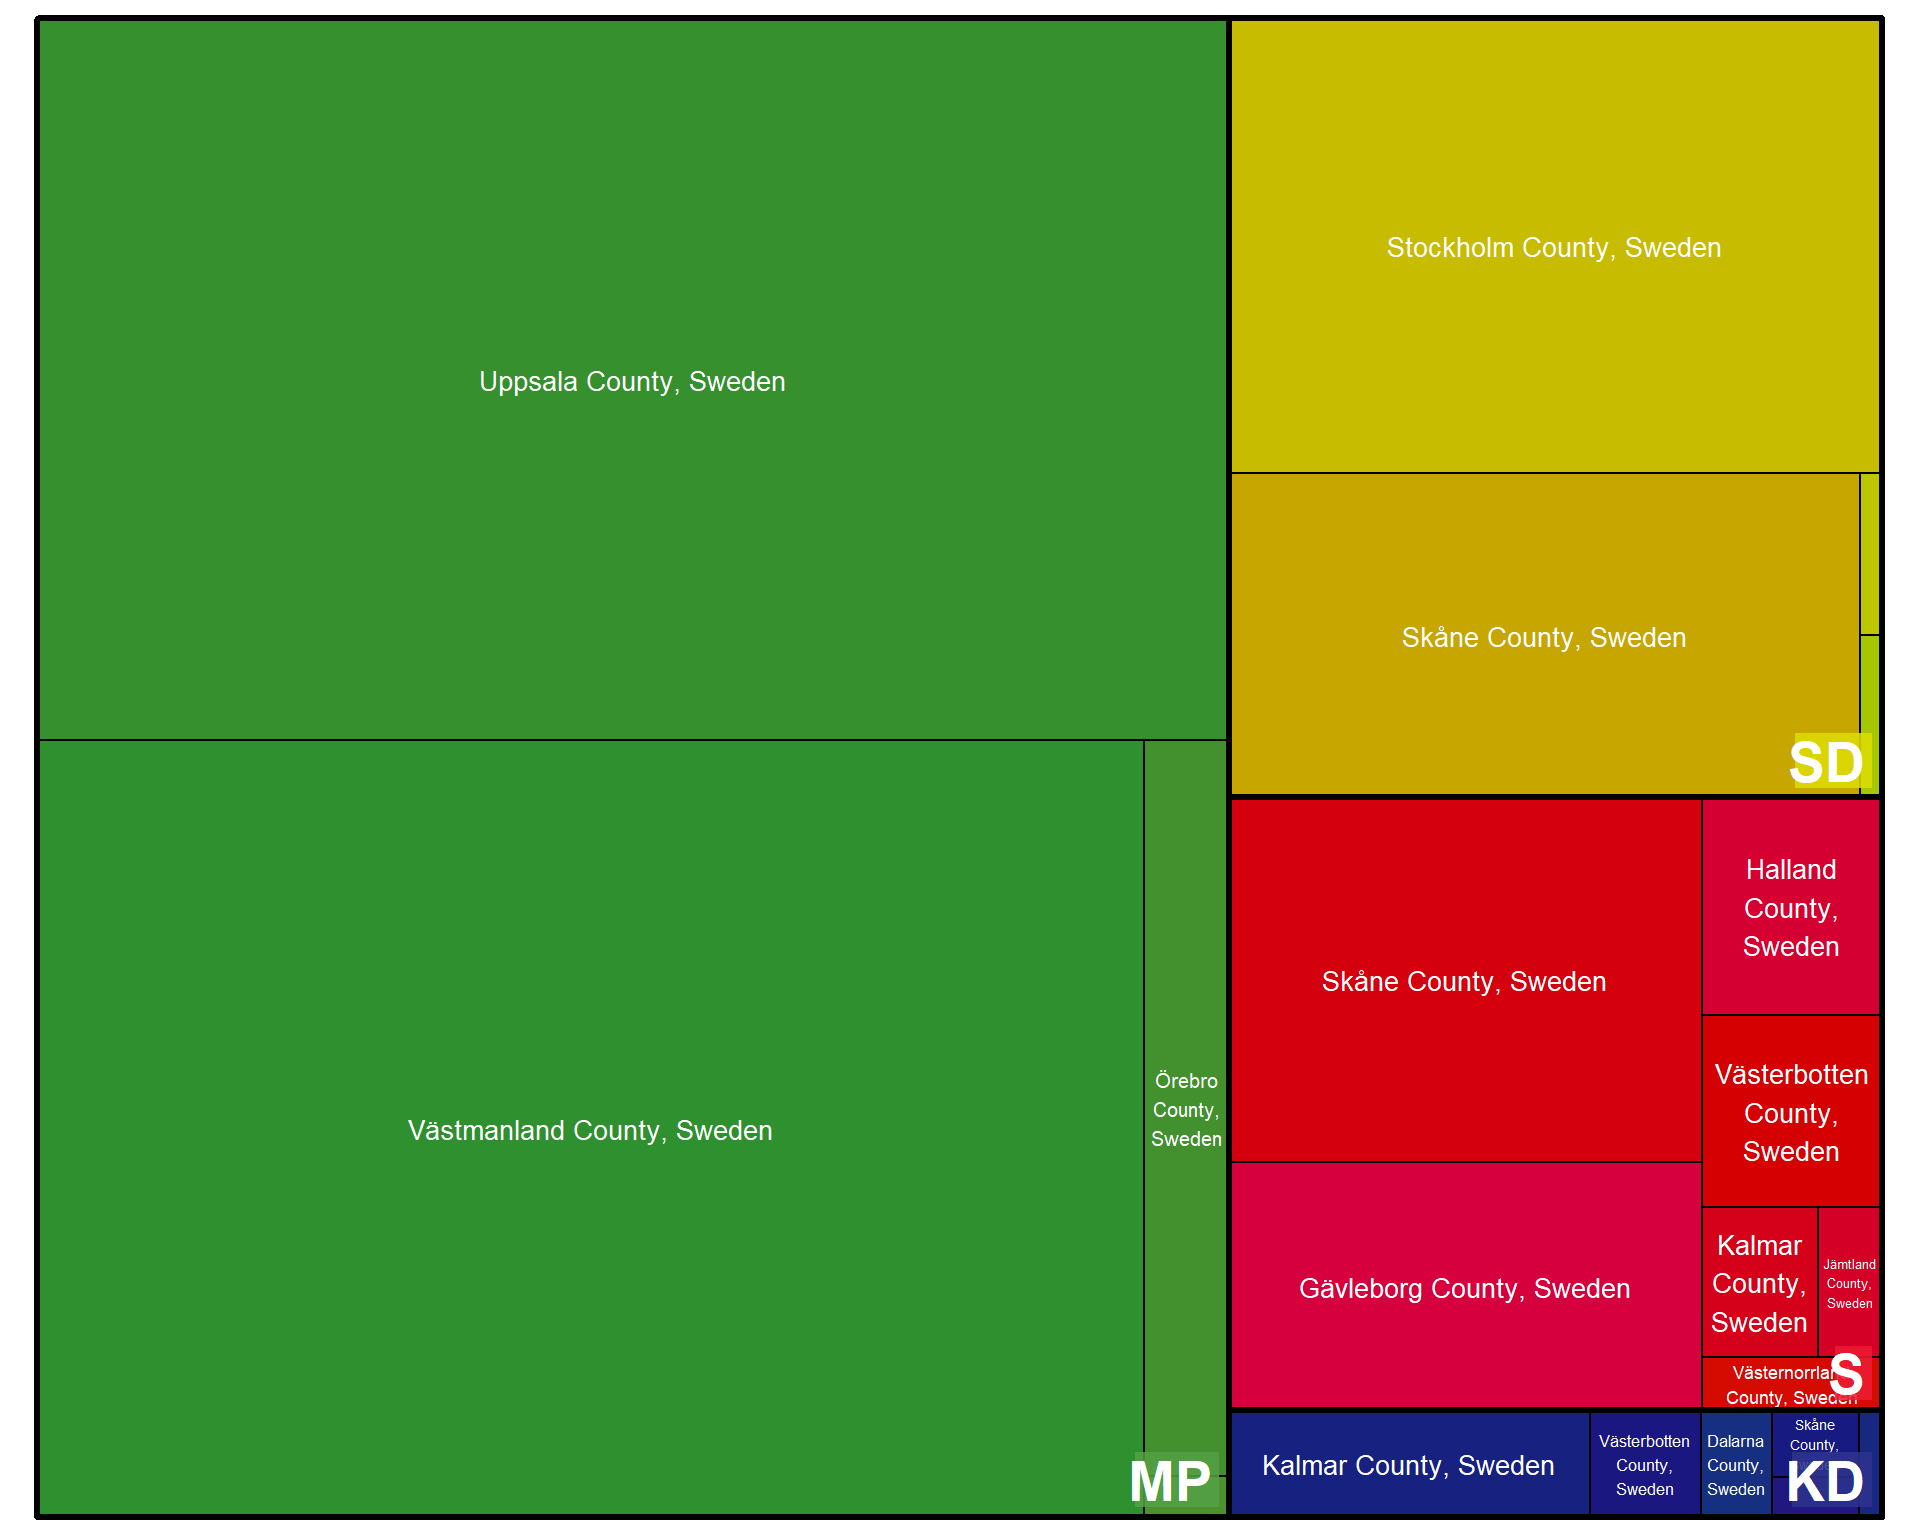 Uppsala County, Sweden
Västmanland County, Sweden
Örebro
County,
Sweden
MP
Stockholm County, Sweden
Skåne County, Sweden
SD
Skåne County, Sweden
Gävleborg County, Sweden
Halland
County,
Sweden
Västerbotten
County,
Sweden
Kalmar
County,
Sweden
Jämtland
County,
Sweden
County, Sweden
S
Kalmar County, Sweden
Västerbotten
County,
Sweden
Dalarna
County,
Sweden
Skåne
County,
KD